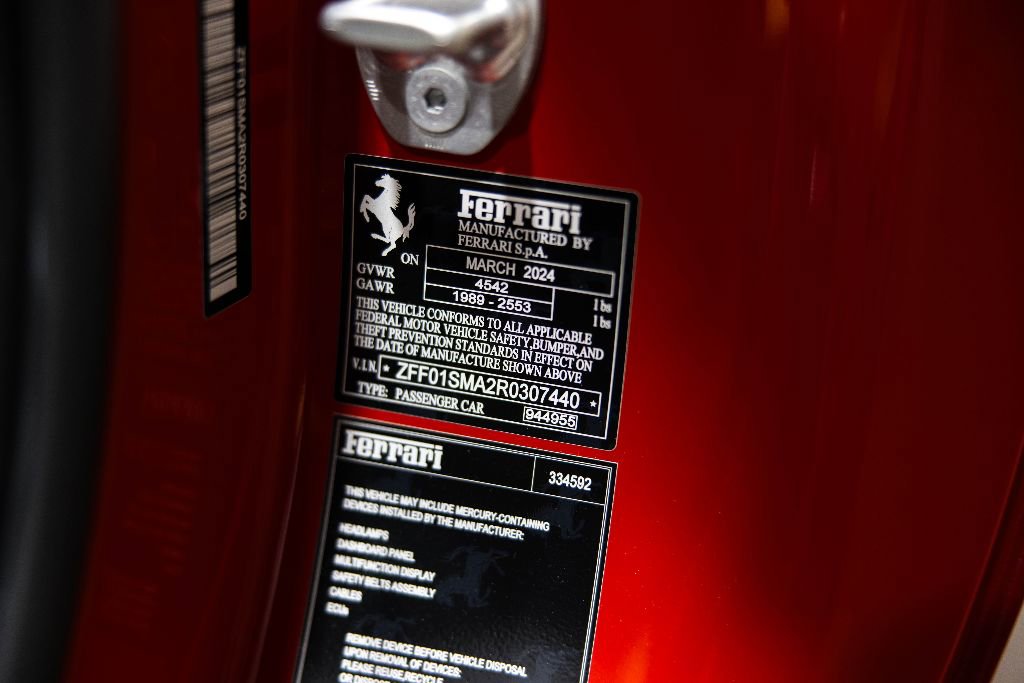 ZFF01SMA2R0307440
Ferrari
MANUFACTURED BY
FERRARI S.p.A.
ON MARCH 2024
GVWR 4542 lbs
GAWR 1989 - 2553 lbs
THIS VEHICLE CONFORMS TO ALL APPLICABLE
FEDERAL MOTOR VEHICLE SAFETY,BUMPER,AND
THEFT PREVENTION STANDARDS IN EFFECT ON
THE DATE OF MANUFACTURE SHOWN ABOVE
V.I.N. * ZFF01SMA2R0307440 *
TYPE: PASSENGER CAR 944955
Ferrari 334592
THIS VEHICLE MAY INCLUDE MERCURY-CONTAINING
DEVICES INSTALLED BY THE MANUFACTURER:
HEADLAMPS
DASHBOARD PANEL
MULTIFUNCTION DISPLAY
SAFETY BELTS ASSEMBLY
CABLES
ECUs
REMOVE DEVICE BEFORE VEHICLE DISPOSAL
UPON REMOVAL OF DEVICES:
PLEASE REUSE,RECYCLE
OR